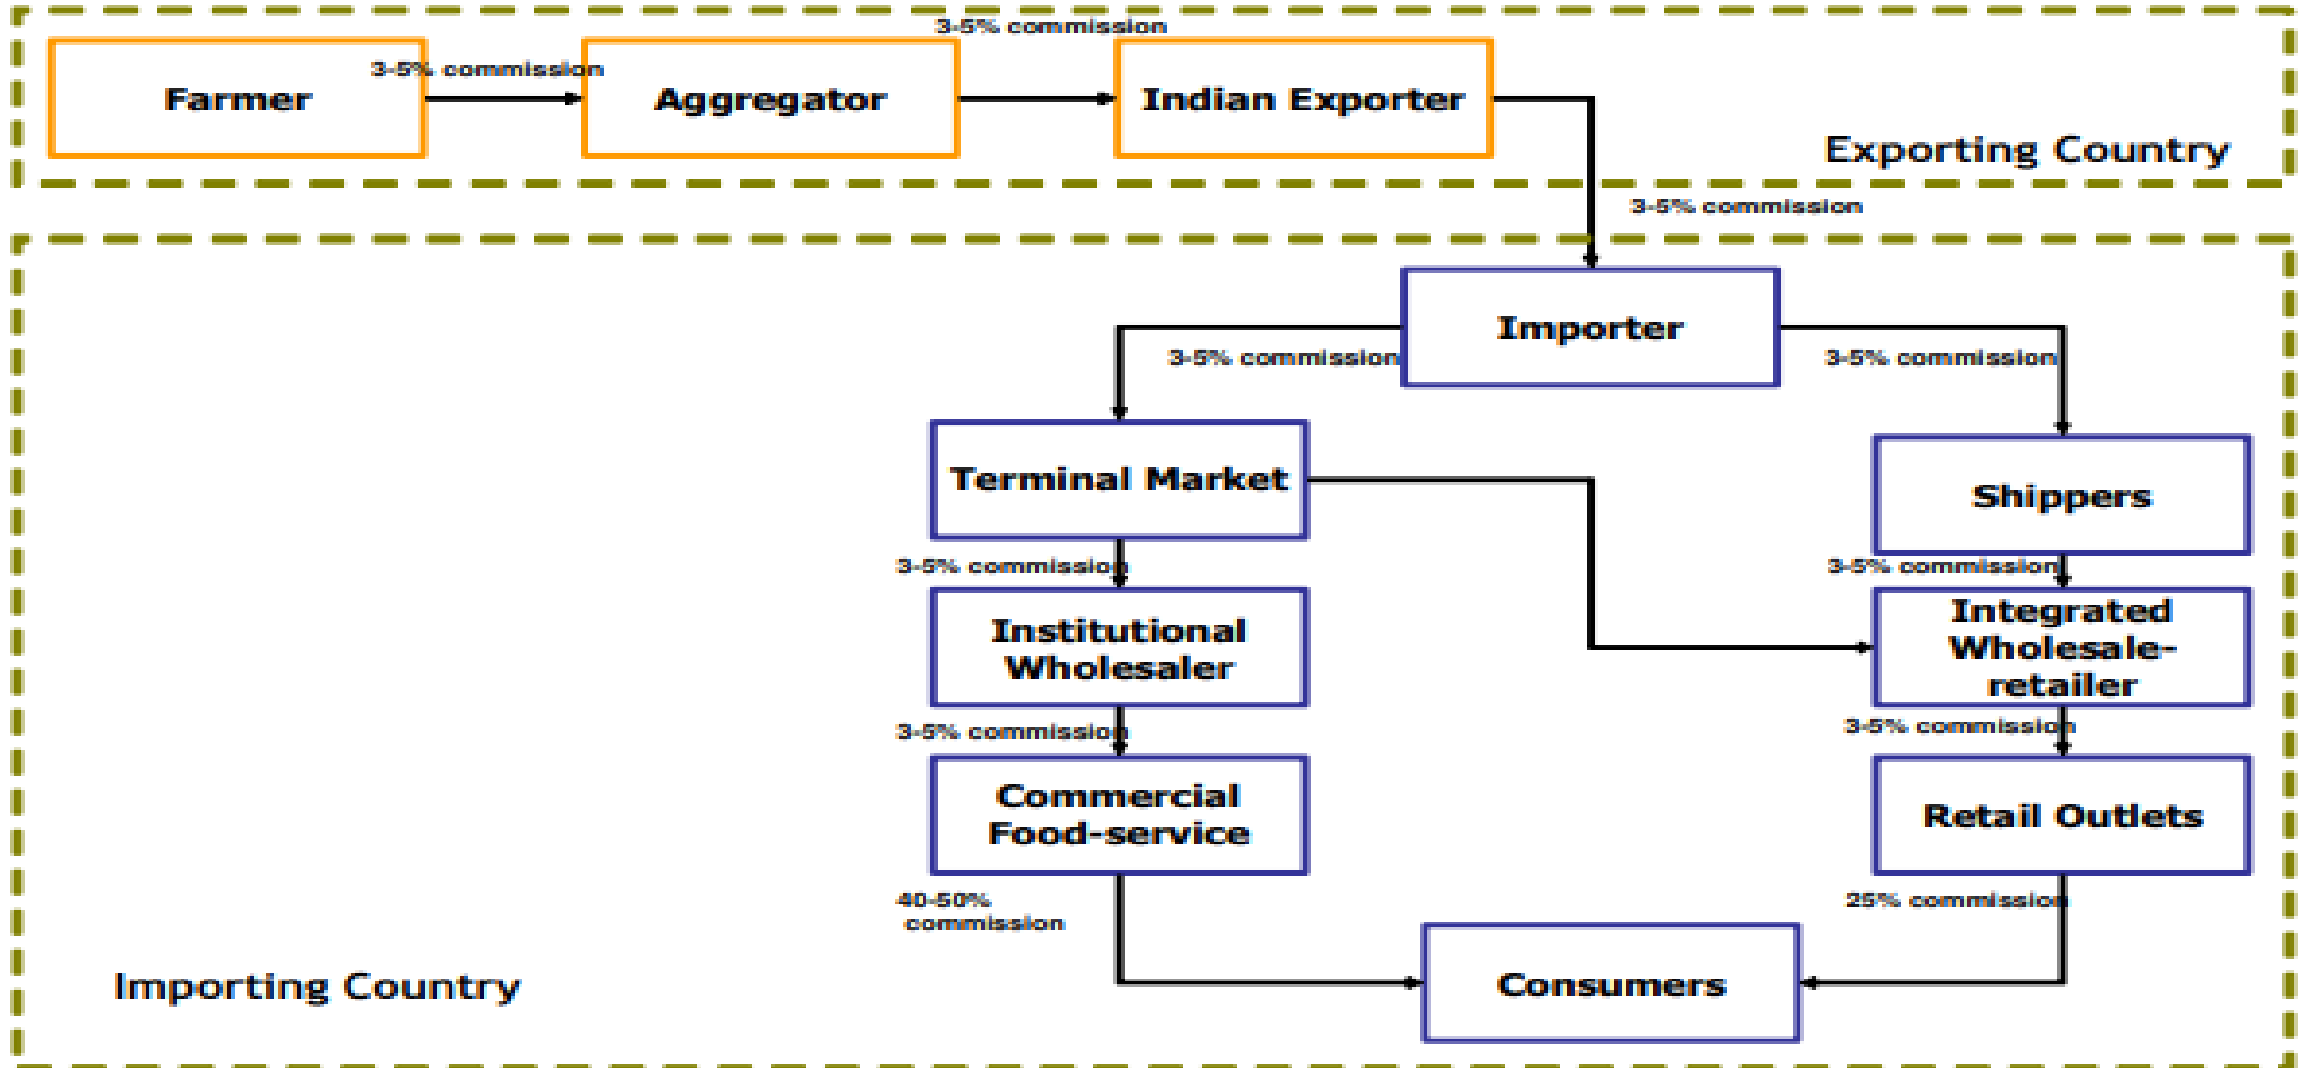 3-5% commission
3-5% commission
Farmer
Aggregator
Indian Exporter
Exporting Country
3-5% commission
Importer
3-5% commission
3-5% commission
Terminal Market
Shippers
3-5% commission
3-5% commission
Institutional
Wholesaler
Integrated
Wholesale-
retailer
3-5% commission
3-5% commission
Commercial
Food-service
Retail Outlets
40-50%
commission
25% commission
Importing Country
Consumers